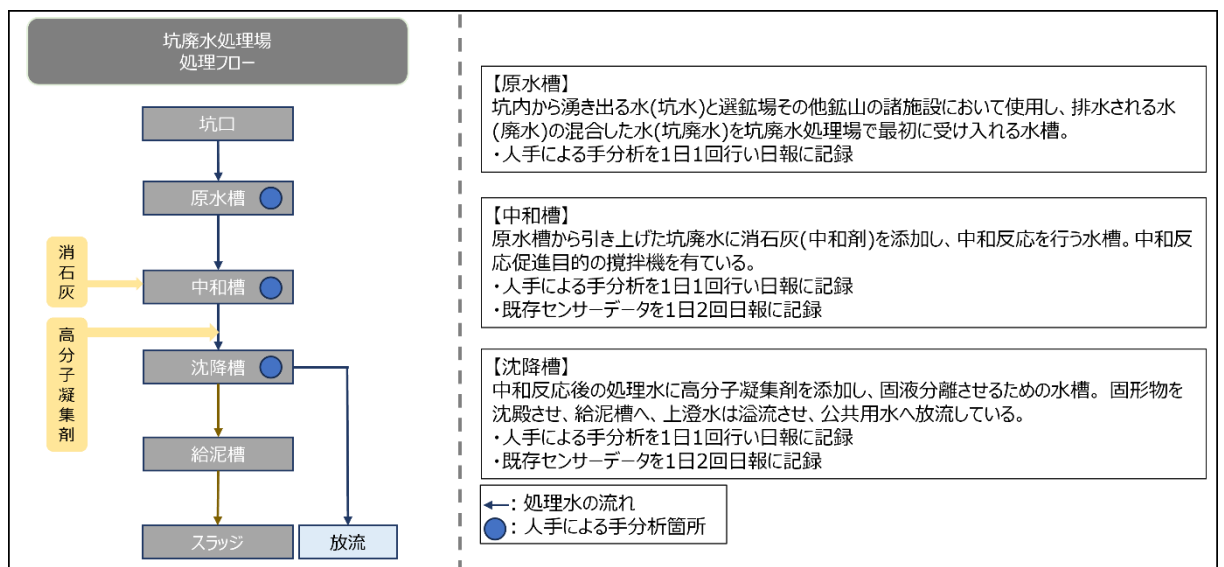 坑廃水処理場
処理フロー
坑口
原水槽
消石灰
中和槽
高分子凝集剤
沈降槽
給泥槽
スラッジ
放流
【原水槽】
坑内から湧き出る水(坑水)と選鉱場その他鉱山の諸施設において使用し、排水される水
(廃水)の混合した水(坑廃水)を坑廃水処理場で最初に受け入れる水槽。
・人手による手分析を1日1回行い日報に記録
【中和槽】
原水槽から引き上げた坑廃水に消石灰(中和剤)を添加し、中和反応を行う水槽。中和反
応促進目的の撹拌機を有ている。
・人手による手分析を1日1回行い日報に記録
・既存センサーデータを1日2回日報に記録
【沈降槽】
中和反応後の処理水に高分子凝集剤を添加し、固液分離させるための水槽。固形物を
沈殿させ、給泥槽へ、上澄水は溢流させ、公共用水へ放流している。
・人手による手分析を1日1回行い日報に記録
・既存センサーデータを1日2回日報に記録
：処理水の流れ
：人手による手分析箇所